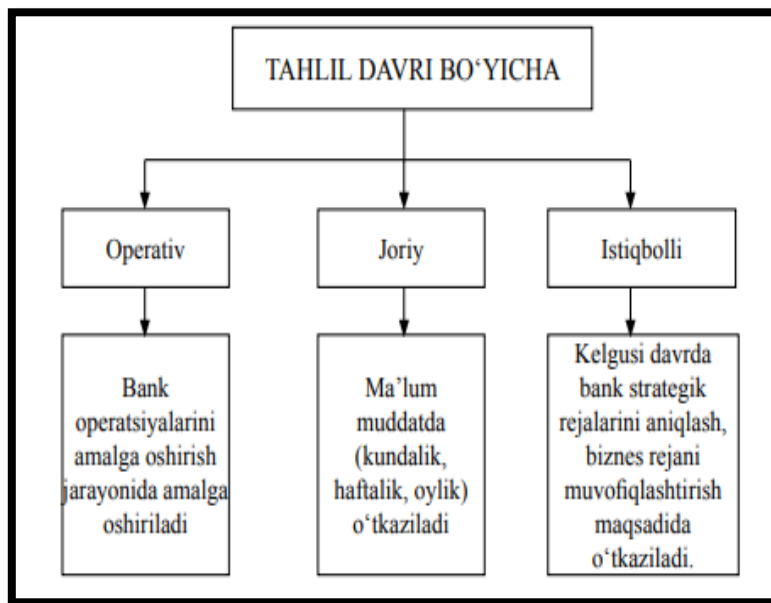 TAHLIL DAVRI BO‘YICHA
Operativ
Joriy
Istiqbolli
Bank
operatsiyalarini
amalga oshirish
jarayonida amalga
oshiriladi
Ma’lum
muddatda
(kundalik,
haftalik, oylik)
o‘tkaziladi
Kelgusi davrda
bank strategik
rejalarini aniqlash,
biznes rejani
muvofiqlashtirish
maqsadida
o‘tkaziladi.